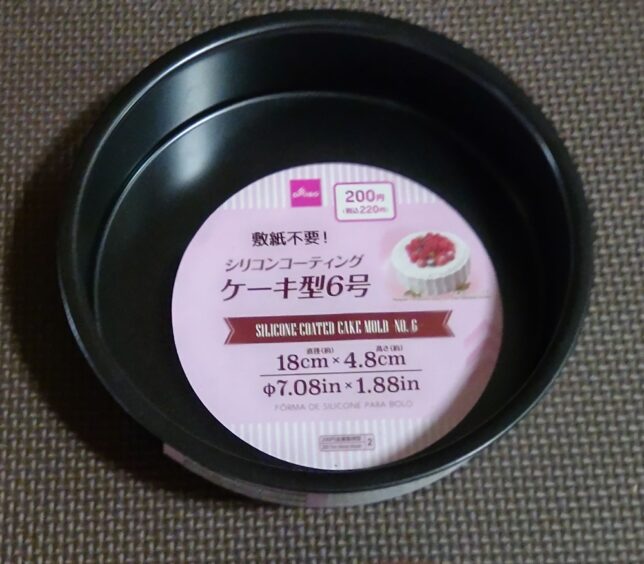 DAISO
200円
(税込220円)
敷紙不要!
シリコンコーティング
ケーキ型6号
SILICONE COATED CAKE MOLD NO. 6
直径(約) 高さ(約)
18cm×4.8cm
Φ7.08in×1.88in
FÔRMA DE SILICONE PARA BOLO
2